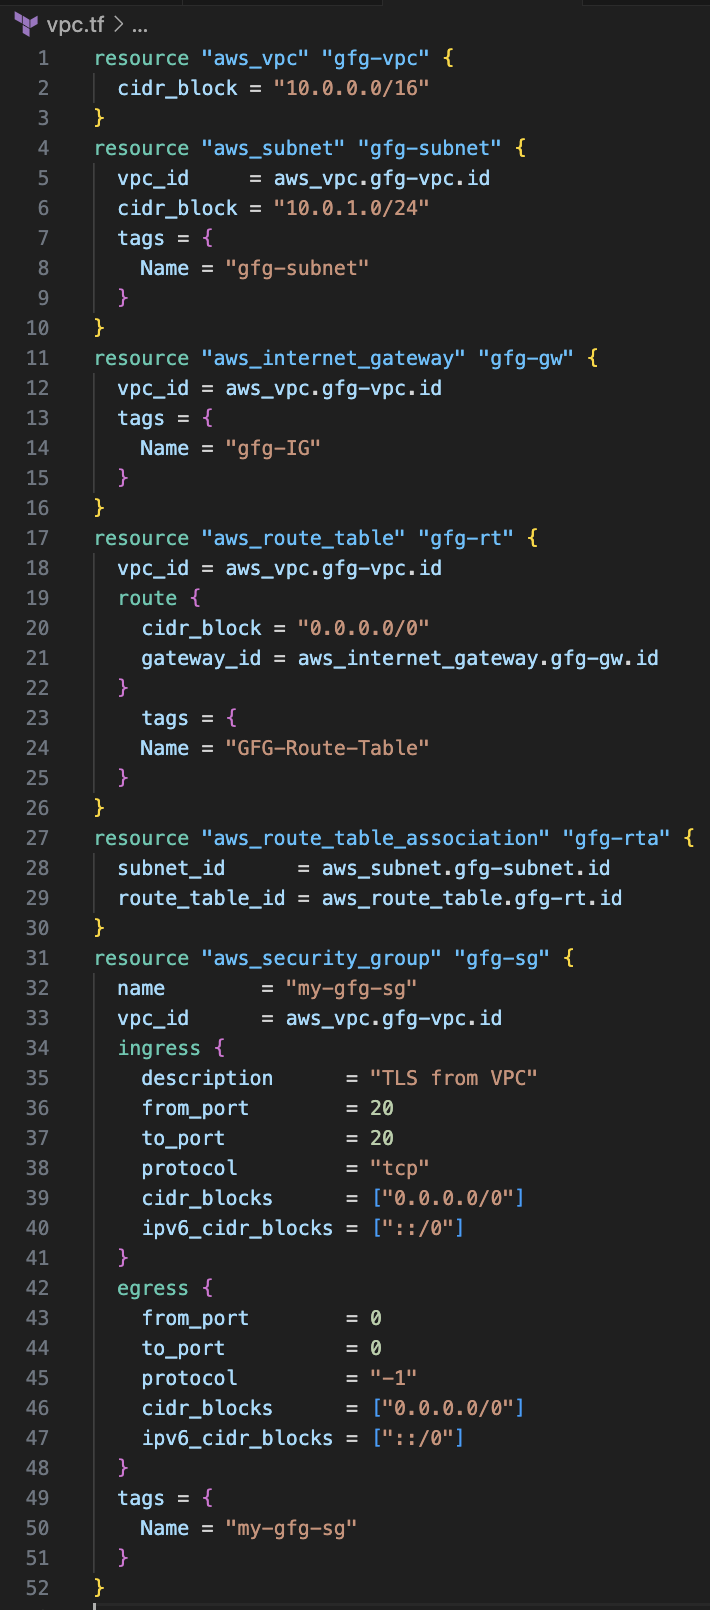 vpc.tf > ...
1 resource "aws_vpc" "gfg-vpc" {
2   cidr_block = "10.0.0.0/16"
3 }
4 resource "aws_subnet" "gfg-subnet" {
5   vpc_id     = aws_vpc.gfg-vpc.id
6   cidr_block = "10.0.1.0/24"
7   tags = {
8     Name = "gfg-subnet"
9   }
10 }
11 resource "aws_internet_gateway" "gfg-gw" {
12   vpc_id = aws_vpc.gfg-vpc.id
13   tags = {
14     Name = "gfg-IG"
15   }
16 }
17 resource "aws_route_table" "gfg-rt" {
18   vpc_id = aws_vpc.gfg-vpc.id
19   route {
20     cidr_block = "0.0.0.0/0"
21     gateway_id = aws_internet_gateway.gfg-gw.id
22   }
23     tags = {
24     Name = "GFG-Route-Table"
25   }
26 }
27 resource "aws_route_table_association" "gfg-rta" {
28   subnet_id      = aws_subnet.gfg-subnet.id
29   route_table_id = aws_route_table.gfg-rt.id
30 }
31 resource "aws_security_group" "gfg-sg" {
32   name        = "my-gfg-sg"
33   vpc_id      = aws_vpc.gfg-vpc.id
34   ingress {
35     description      = "TLS from VPC"
36     from_port        = 20
37     to_port          = 20
38     protocol         = "tcp"
39     cidr_blocks      = ["0.0.0.0/0"]
40     ipv6_cidr_blocks = ["::/0"]
41   }
42   egress {
43     from_port        = 0
44     to_port          = 0
45     protocol         = "-1"
46     cidr_blocks      = ["0.0.0.0/0"]
47     ipv6_cidr_blocks = ["::/0"]
48   }
49   tags = {
50     Name = "my-gfg-sg"
51   }
52 }